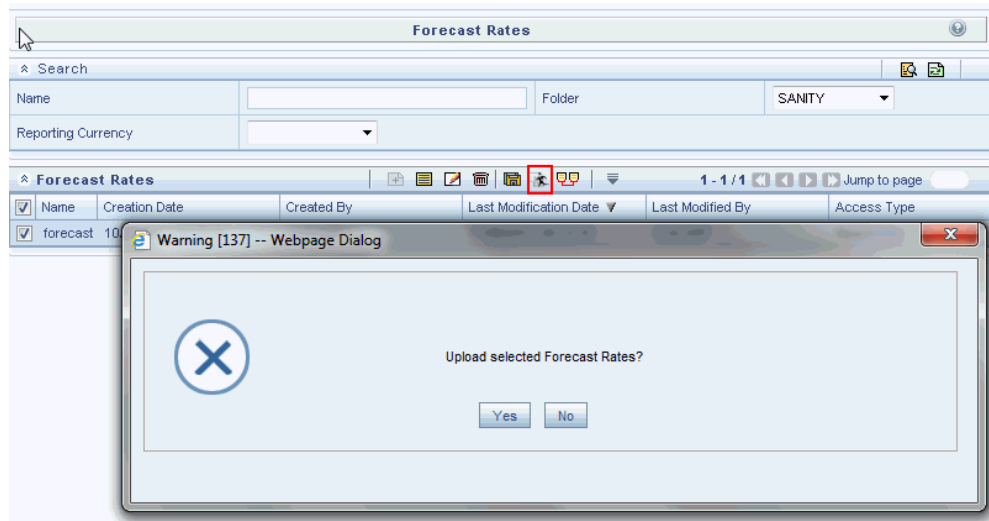 Forecast Rates
Search
Name Folder SANITY
Reporting Currency
Forecast Rates 1 - 1 / 1 Jump to page
Name Creation Date Created By Last Modification Date Last Modified By Access Type
forecast
Warning [137] -- Webpage Dialog
Upload selected Forecast Rates?
Yes No